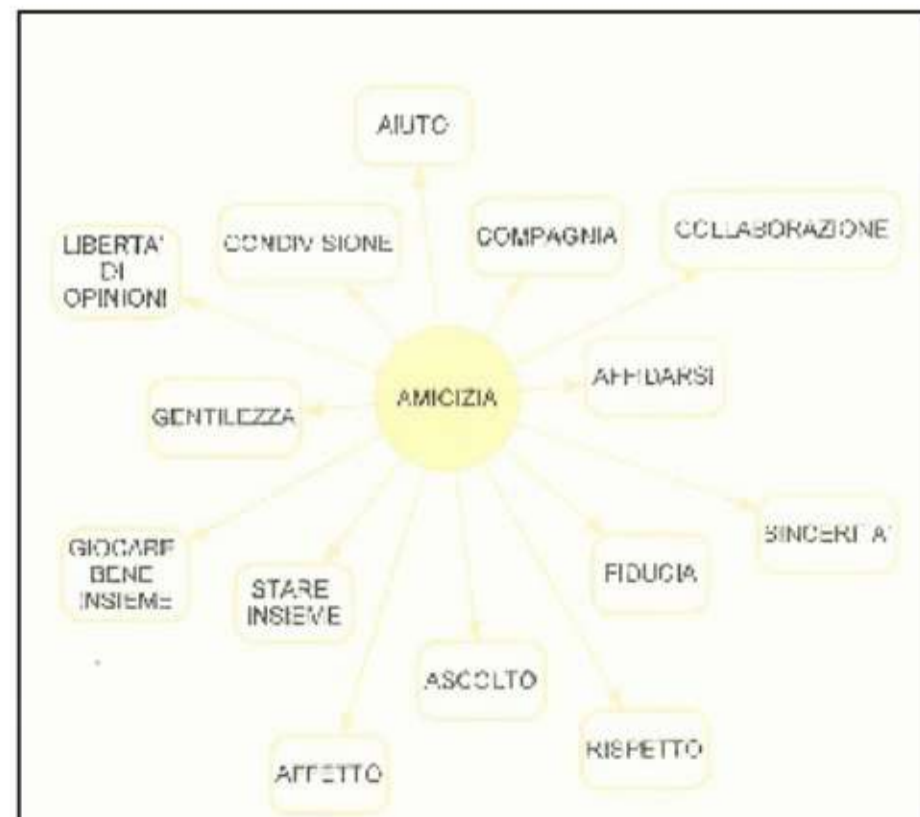 AIUTO
CONDIVISIONE
COMPAGNIA
COLLABORAZIONE
LIBERTA'
DI
OPINIONI
AFFIDARSI
AMICIZIA
GENTILEZZA
SINCERITA'
GIOCARE
BENE
INSIEME
STARE
INSIEME
FIDUCIA
ASCOLTO
RISPETTO
AFFETTO